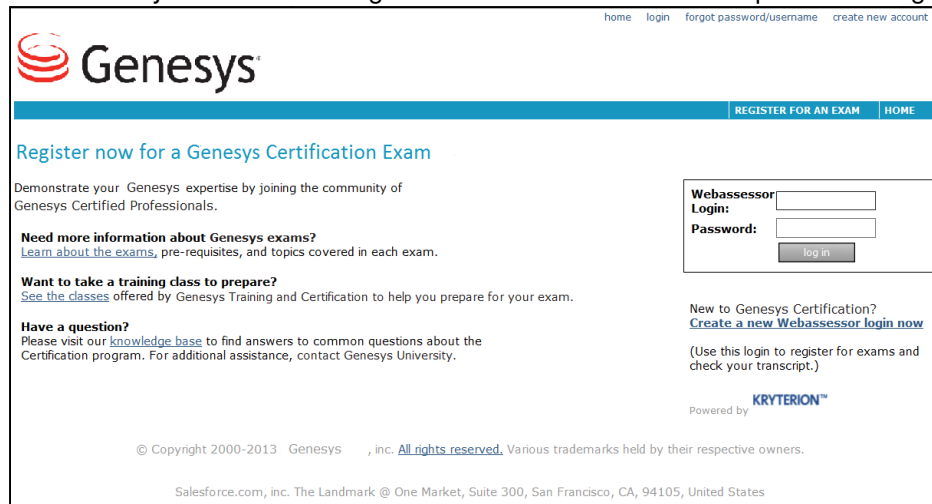 home login forgot password/username create new account
Genesys
REGISTER FOR AN EXAM HOME
Register now for a Genesys Certification Exam
Demonstrate your Genesys expertise by joining the community of
Genesys Certified Professionals.
Need more information about Genesys exams?
Learn about the exams, pre-requisites, and topics covered in each exam.
Want to take a training class to prepare?
See the classes offered by Genesys Training and Certification to help you prepare for your exam.
Have a question?
Please visit our knowledge base to find answers to common questions about the
Certification program. For additional assistance, contact Genesys University.
Webassessor
Login:
Password:
log in
New to Genesys Certification?
Create a new Webassessor login now
(Use this login to register for exams and
check your transcript.)
Powered by KRYTERION™
© Copyright 2000-2013 Genesys , inc. All rights reserved. Various trademarks held by their respective owners.
Salesforce.com, inc. The Landmark @ One Market, Suite 300, San Francisco, CA, 94105, United States